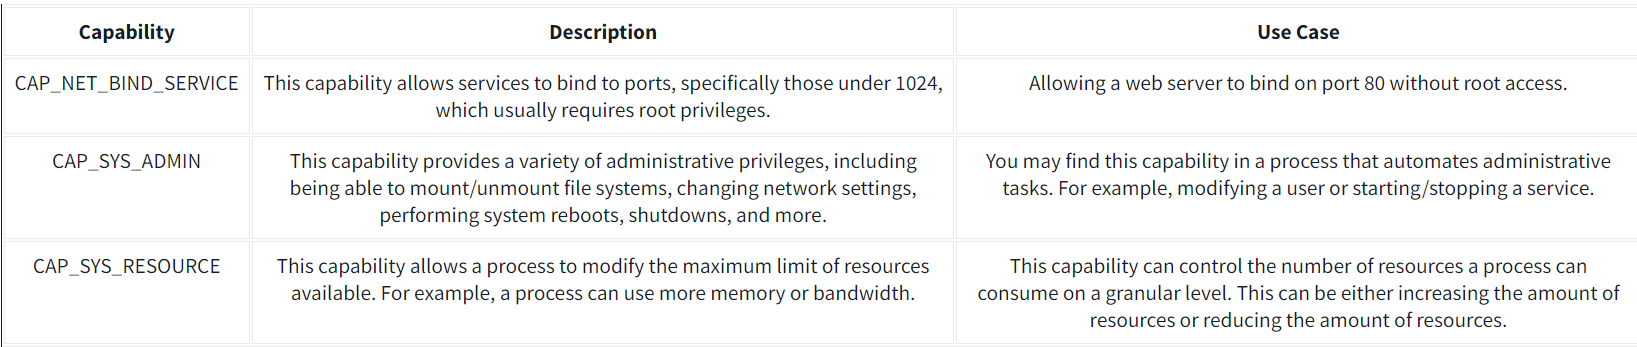 Capability
Description
Use Case
CAP_NET_BIND_SERVICE
This capability allows services to bind to ports, specifically those under 1024,
which usually requires root privileges.
Allowing a web server to bind on port 80 without root access.
CAP_SYS_ADMIN
This capability provides a variety of administrative privileges, including
being able to mount/unmount file systems, changing network settings,
performing system reboots, shutdowns, and more.
You may find this capability in a process that automates administrative
tasks. For example, modifying a user or starting/stopping a service.
CAP_SYS_RESOURCE
This capability allows a process to modify the maximum limit of resources
available. For example, a process can use more memory or bandwidth.
This capability can control the number of resources a process can
consume on a granular level. This can be either increasing the amount of
resources or reducing the amount of resources.